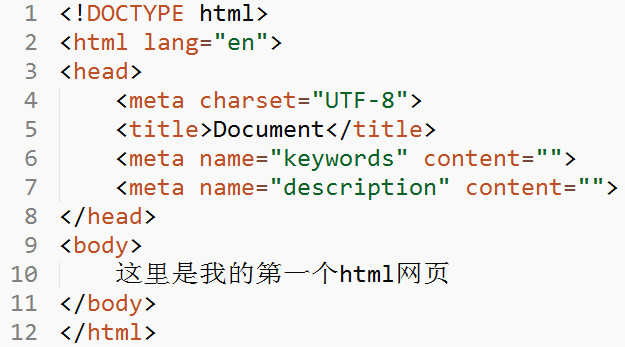 1 <!DOCTYPE html>
2 <html lang="en">
3 <head>
4     <meta charset="UTF-8">
5     <title>Document</title>
6     <meta name="keywords" content="">
7     <meta name="description" content="">
8 </head>
9 <body>
10     这里是我的第一个html网页
11 </body>
12 </html>